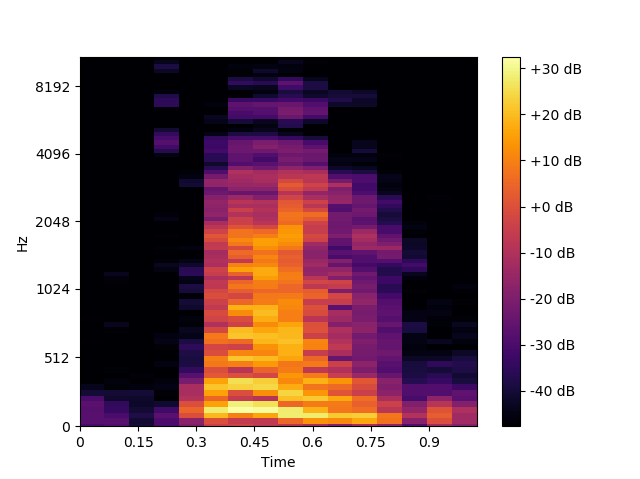 Hz
8192
4096
2048
1024
512
0
0 0.15 0.3 0.45 0.6 0.75 0.9
Time
+30 dB
+20 dB
+10 dB
+0 dB
-10 dB
-20 dB
-30 dB
-40 dB